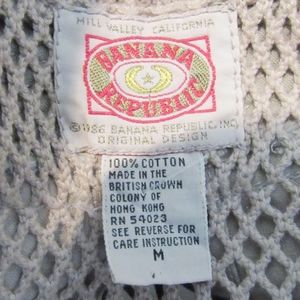 MILL VALLEY CALIFORNIA
BANANA
REPUBLIC
©1986 BANANA REPUBLIC, INC.
ORIGINAL DESIGN
100% COTTON
MADE IN THE
BRITISH CROWN
COLONY OF
HONG KONG
RN 54023
SEE REVERSE FOR
CARE INSTRUCTION
M